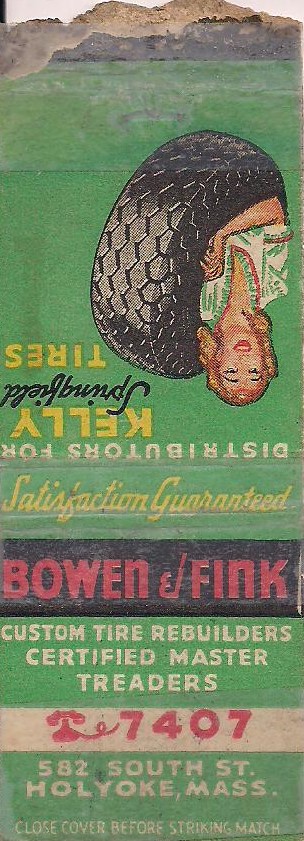 DISTRIBUTORS FOR
KELLY
Springfield
TIRES
Satisfaction Guaranteed
BOWEN & FINK
CUSTOM TIRE REBUILDERS
CERTIFIED MASTER
TREADERS
7407
582 SOUTH ST.
HOLYOKE, MASS.
CLOSE COVER BEFORE STRIKING MATCH